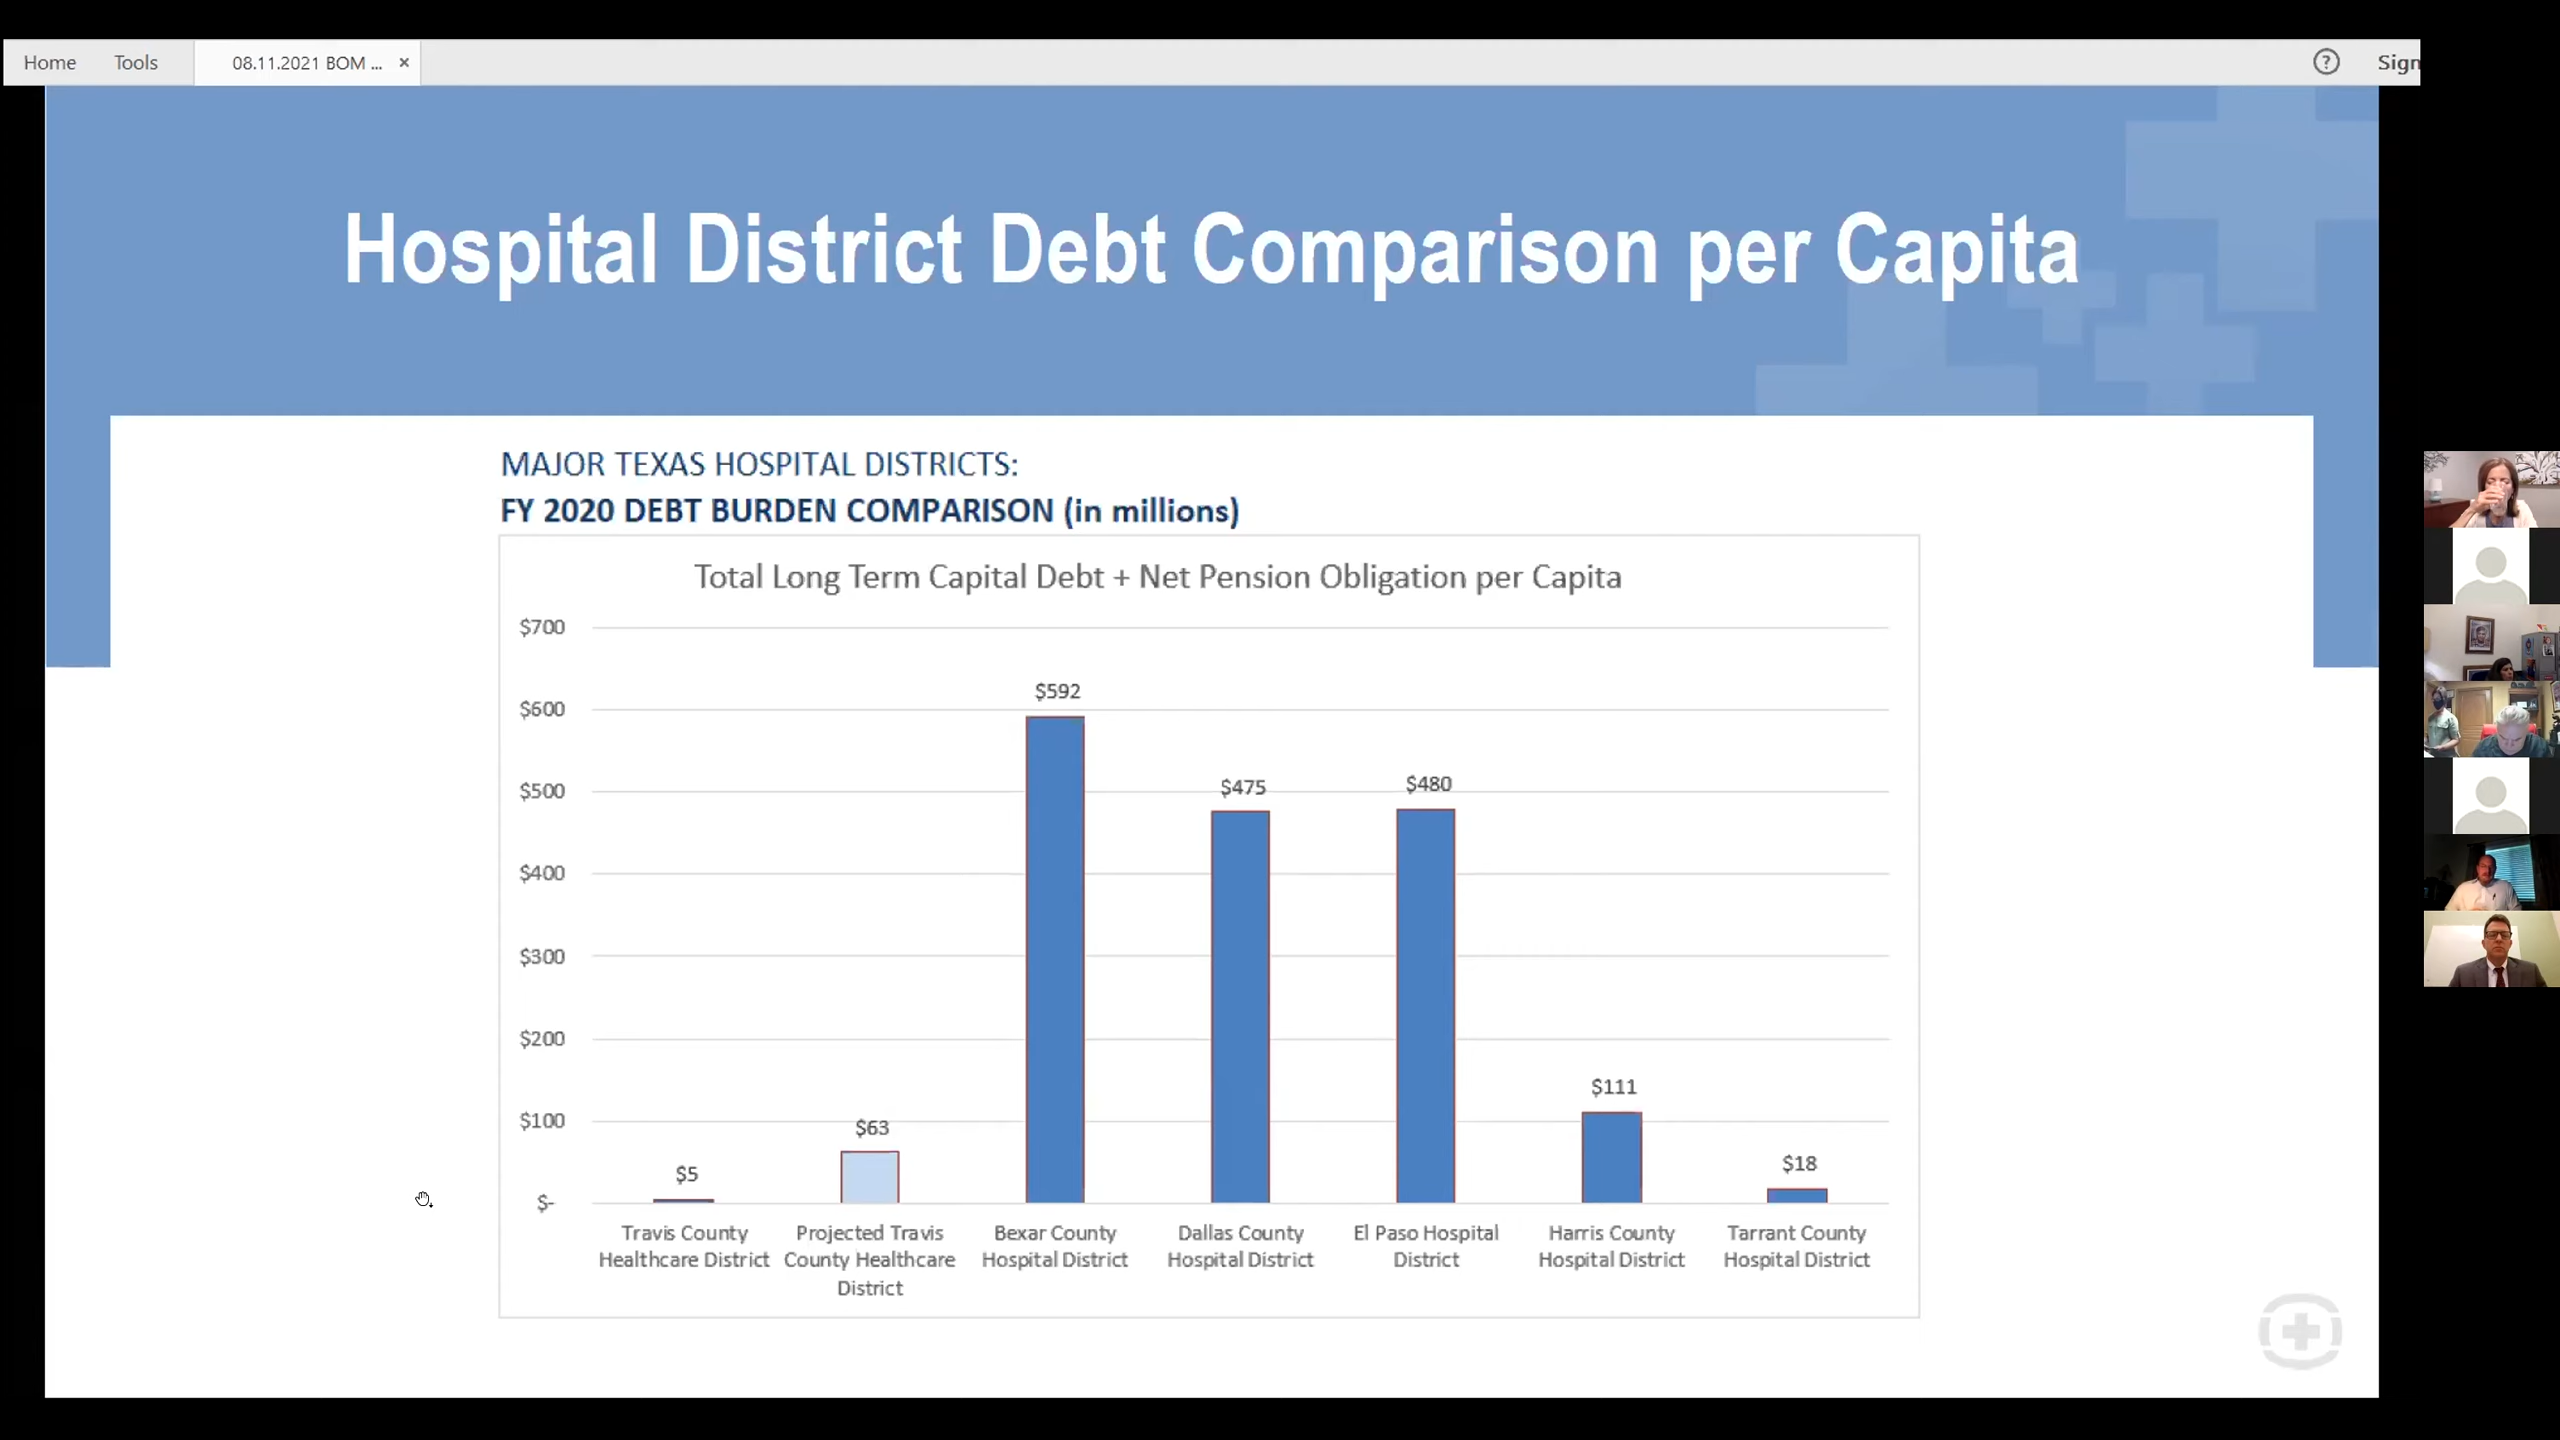 Home Tools 08.11.2021 BOM ... × ? Sign
Hospital District Debt Comparison per Capita
MAJOR TEXAS HOSPITAL DISTRICTS:
FY 2020 DEBT BURDEN COMPARISON (in millions)
Total Long Term Capital Debt + Net Pension Obligation per Capita
$700
$600
$500
$400
$300
$200
$100
$-
$5
$63
$592
$475
$480
$111
$18
Travis County
Healthcare District
Projected Travis
County Healthcare
District
Bexar County
Hospital District
Dallas County
Hospital District
El Paso Hospital
District
Harris County
Hospital District
Tarrant County
Hospital District